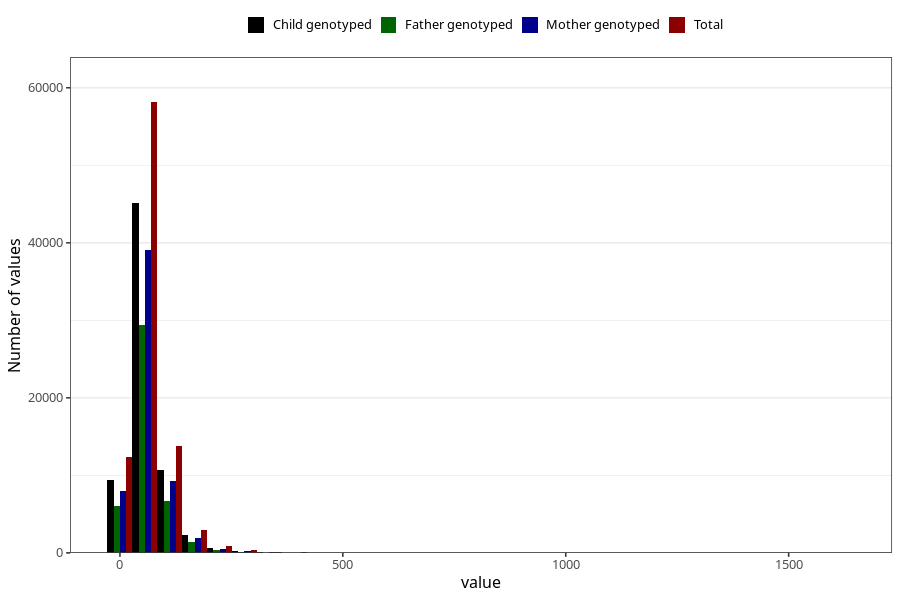 Child genotyped Father genotyped Mother genotyped Total
60000
40000
20000
0
Number of values
0 500 1000 1500
value